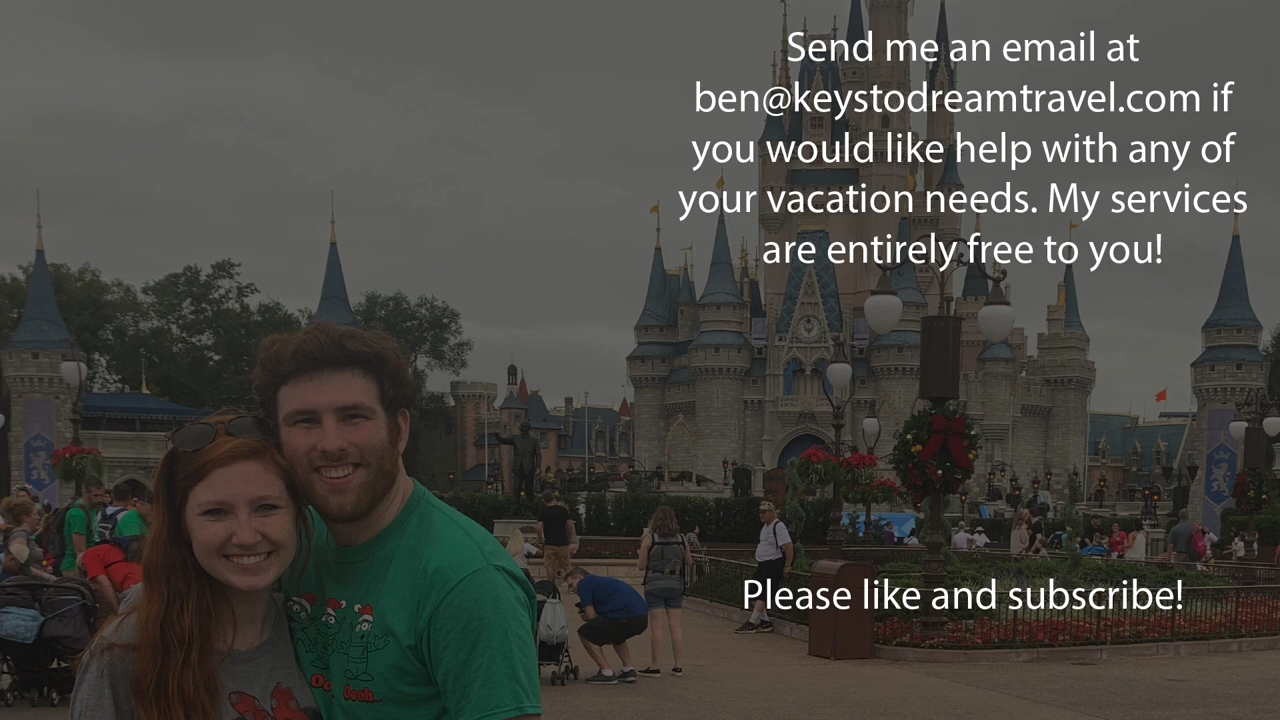 Send me an email at
ben@keystodreamtravel.com if
you would like help with any of
your vacation needs. My services
are entirely free to you!
Please like and subscribe!